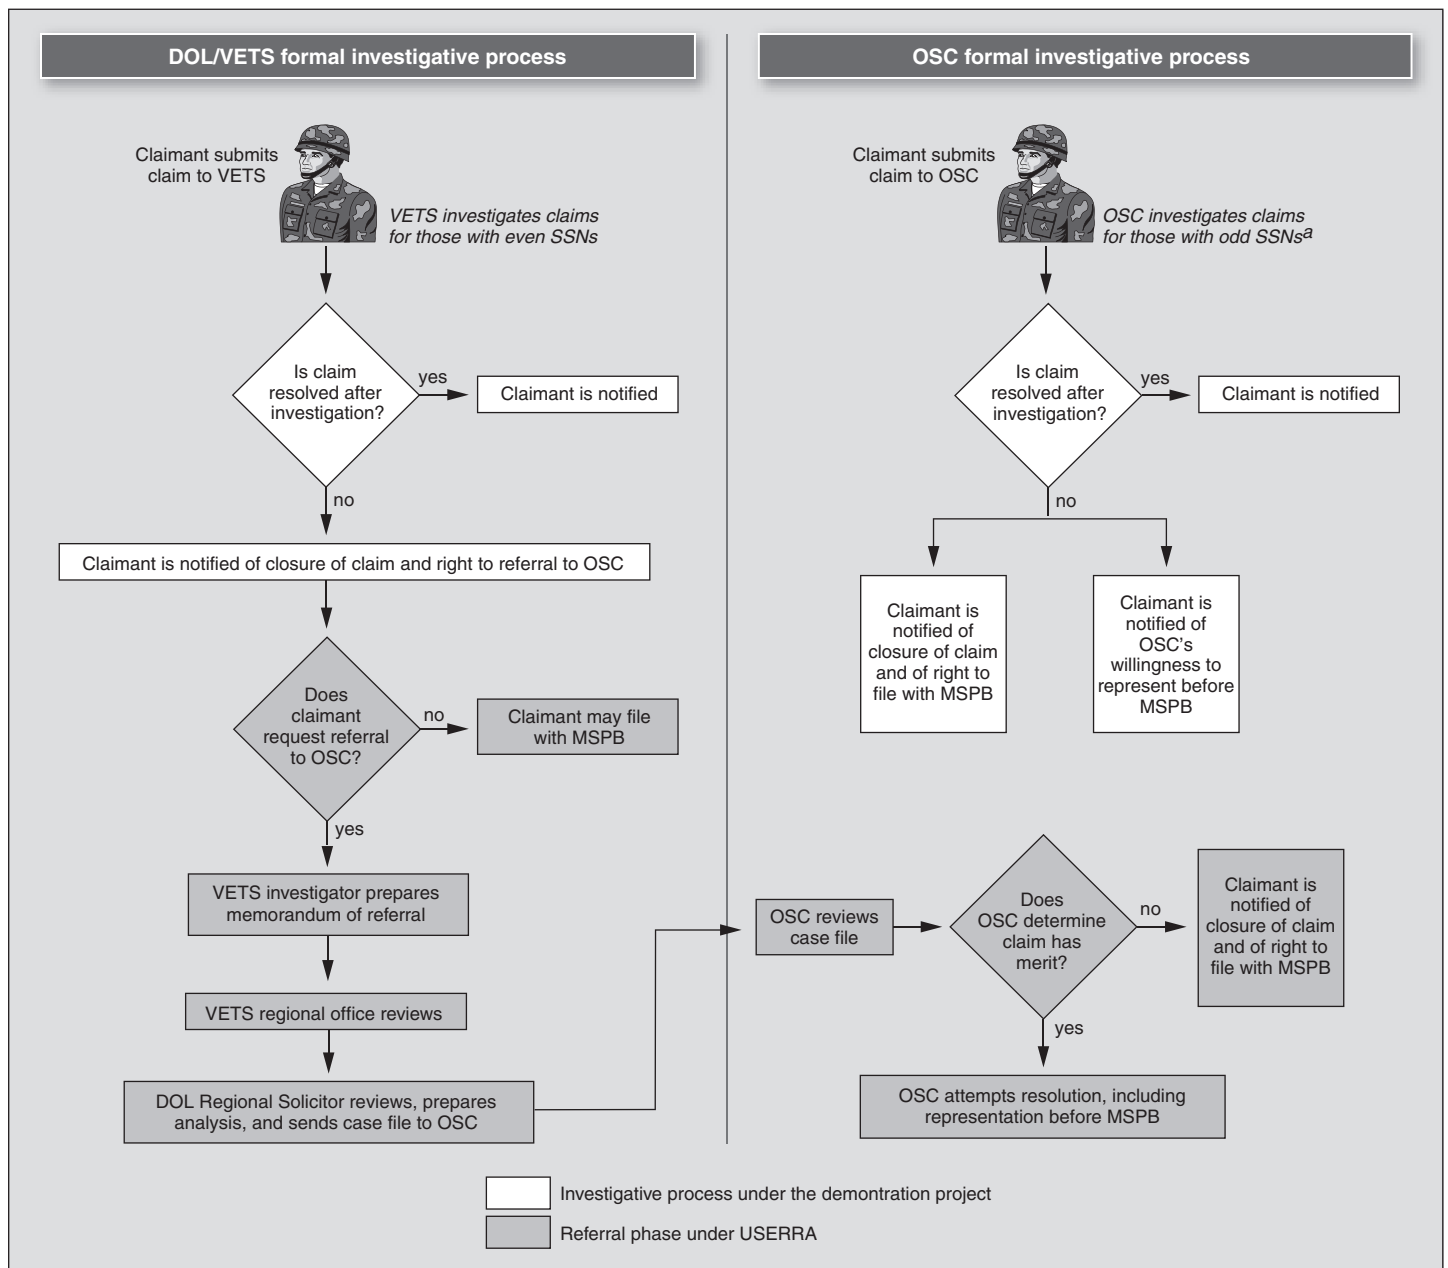 DOL/VETS formal investigative process
Claimant submits
claim to VETS
VETS investigates claims
for those with even SSNs
Is claim
resolved after
investigation?
yes
Claimant is notified
no
Claimant is notified of closure of claim and right to referral to OSC
Does
claimant
request referral
to OSC?
no
Claimant may file
with MSPB
yes
VETS investigator prepares
memorandum of referral
VETS regional office reviews
DOL Regional Solicitor reviews, prepares
analysis, and sends case file to OSC
OSC formal investigative process
Claimant submits
claim to OSC
OSC investigates claims
for those with odd SSNsa
Is claim
resolved after
investigation?
yes
Claimant is notified
no
Claimant is
notified of
closure of claim
and of right to
file with MSPB
Claimant is
notified of
OSC's
willingness to
represent before
MSPB
OSC reviews
case file
Does
OSC determine
claim has
merit?
no
Claimant is
notified of
closure of claim
and of right to
file with MSPB
yes
OSC attempts resolution, including
representation before MSPB
Investigative process under the demontration project
Referral phase under USERRA